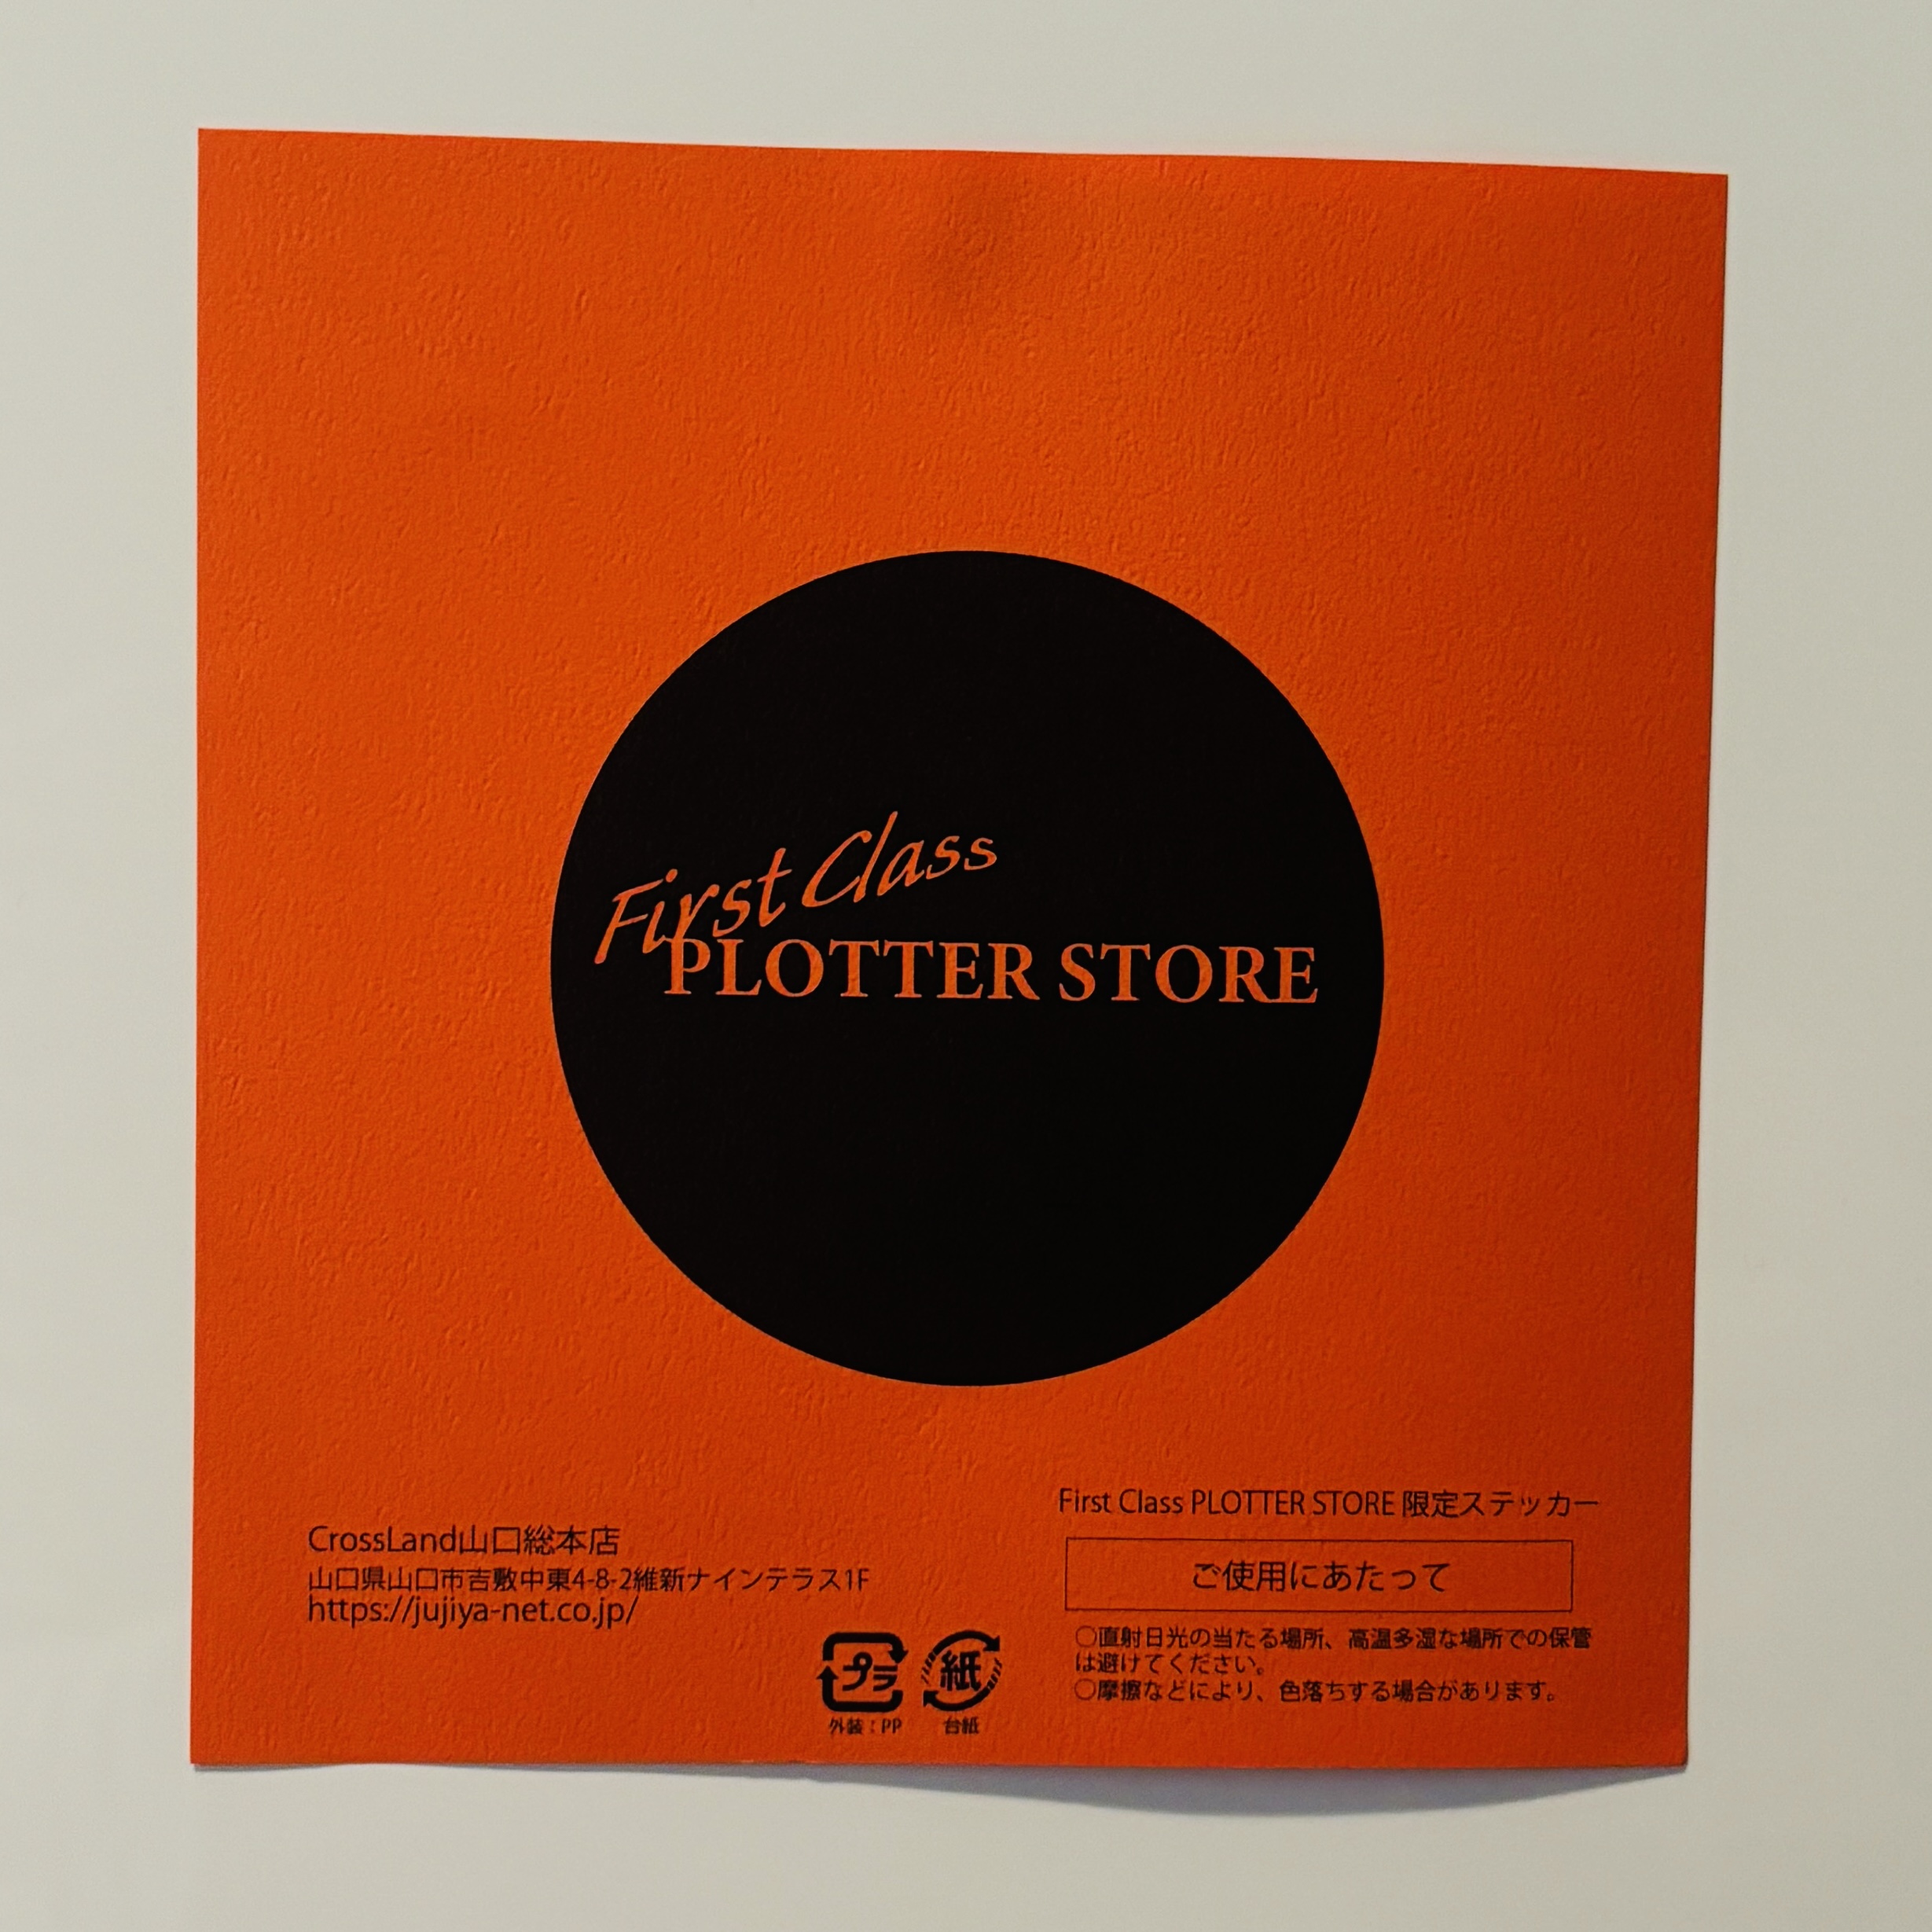 First Class
PLOTTER STORE
CrossLand山口総本店
山口県山口市吉敷中東4-8-2維新ナインテラス1F
https://jujiya-net.co.jp/
プラ
外装：PP
紙
台紙
First Class PLOTTER STORE 限定ステッカー
ご使用にあたって
○直射日光の当たる場所、高温多湿な場所での保管
は避けてください。
○摩擦などにより、色落ちする場合があります。